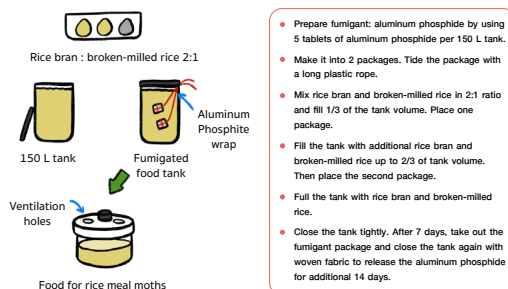 Rice bran : broken-milled rice 2:1
150 L tank
Fumigated
food tank
Aluminum
Phosphite
wrap
Ventilation
holes
Food for rice meal moths
Prepare fumigant: aluminum phosphide by using
5 tablets of aluminum phosphide per 150 L tank.
Make it into 2 packages. Tide the package with
a long plastic rope.
Mix rice bran and broken-milled rice in 2:1 ratio
and fill 1/3 of the tank volume. Place one
package.
Fill the tank with additional rice bran and
broken-milled rice up to 2/3 of tank volume.
Then place the second package.
Full the tank with rice bran and broken-milled
rice.
Close the tank tightly. After 7 days, take out the
fumigant package and close the tank again with
woven fabric to release the aluminum phosphide
for additional 14 days.